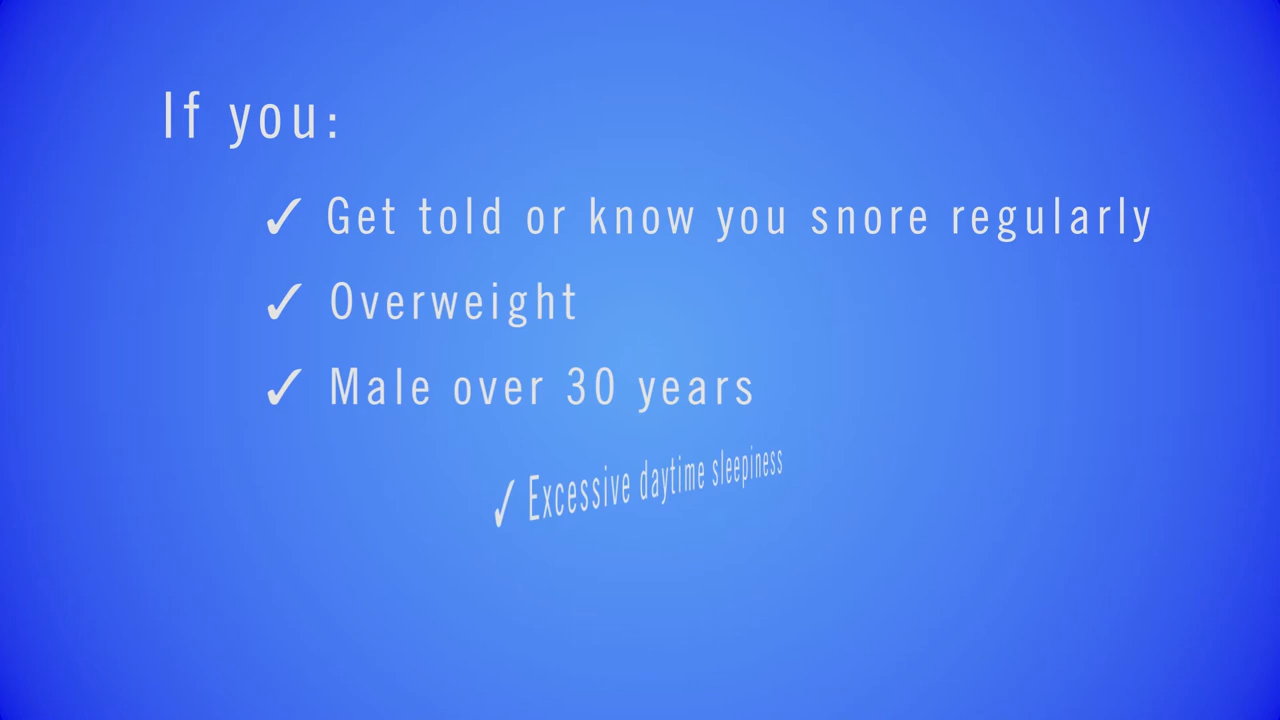 If you:
✓ Get told or know you snore regularly
✓ Overweight
✓ Male over 30 years
✓ Excessive daytime sleepiness